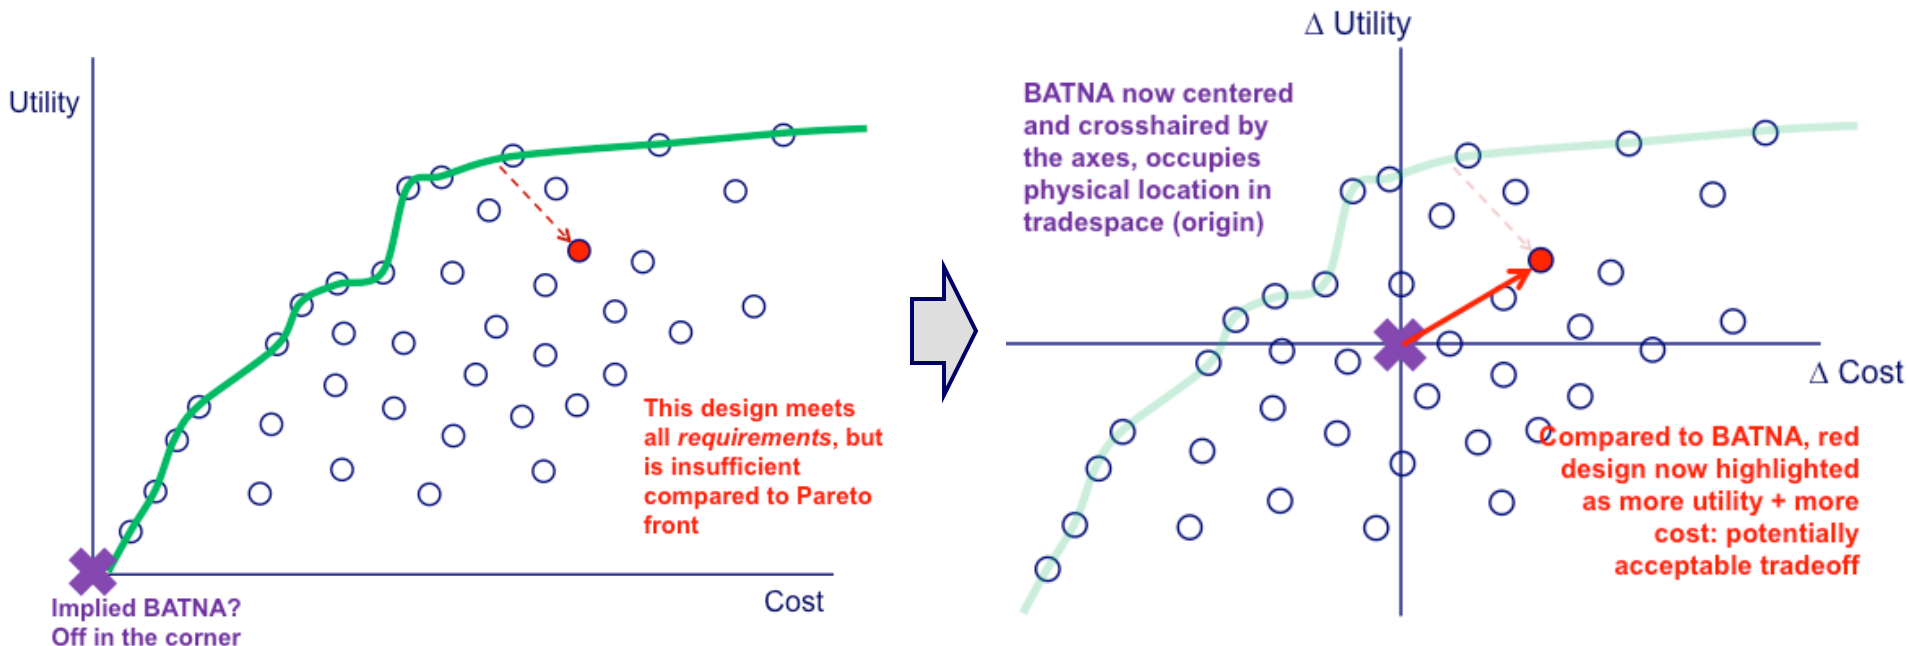 Utility
Implied BATNA?
Off in the corner
Cost
This design meets
all requirements, but
is insufficient
compared to Pareto
front
Δ Utility
BATNA now centered
and crosshaired by
the axes, occupies
physical location in
tradespace (origin)
Δ Cost
Compared to BATNA, red
design now highlighted
as more utility + more
cost: potentially
acceptable tradeoff